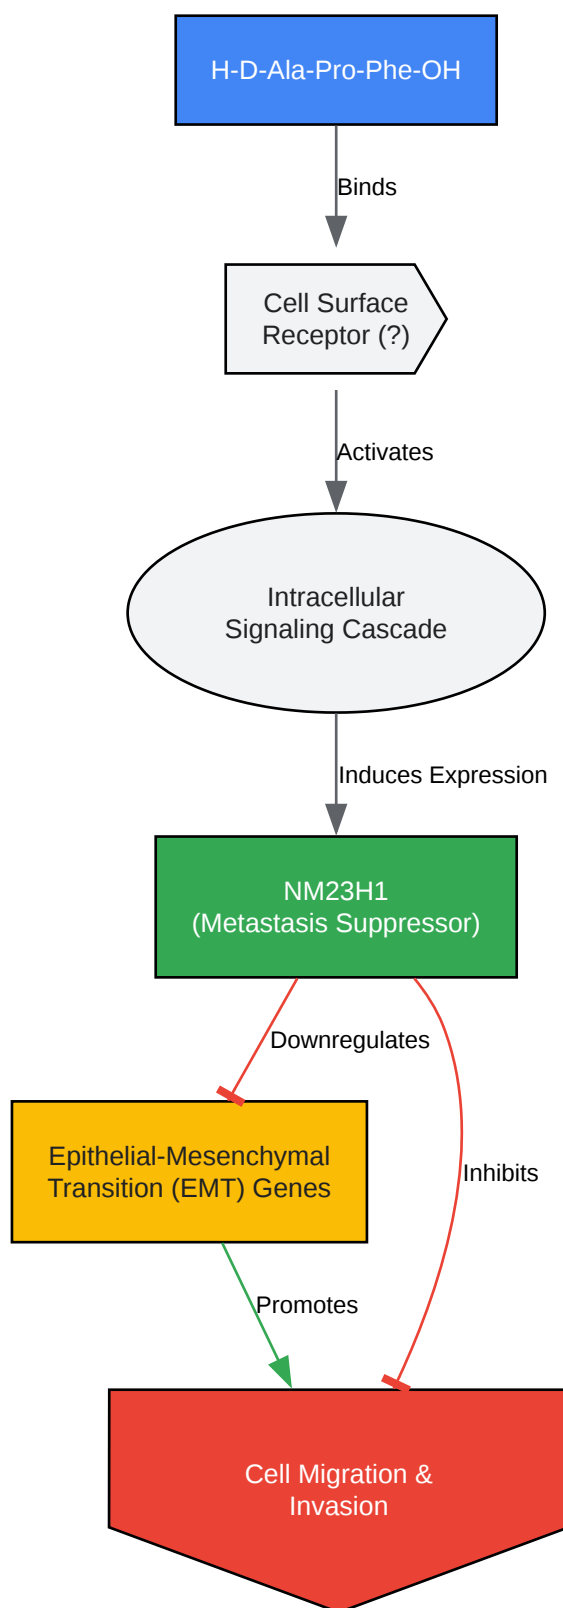 H-D-Ala-Pro-Phe-OH
Binds
Cell Surface
Receptor (?)
Activates
Intracellular
Signaling Cascade
Induces Expression
NM23H1
(Metastasis Suppressor)
Downregulates
Epithelial-Mesenchymal
Transition (EMT) Genes
Inhibits
Promotes
Cell Migration &
Invasion